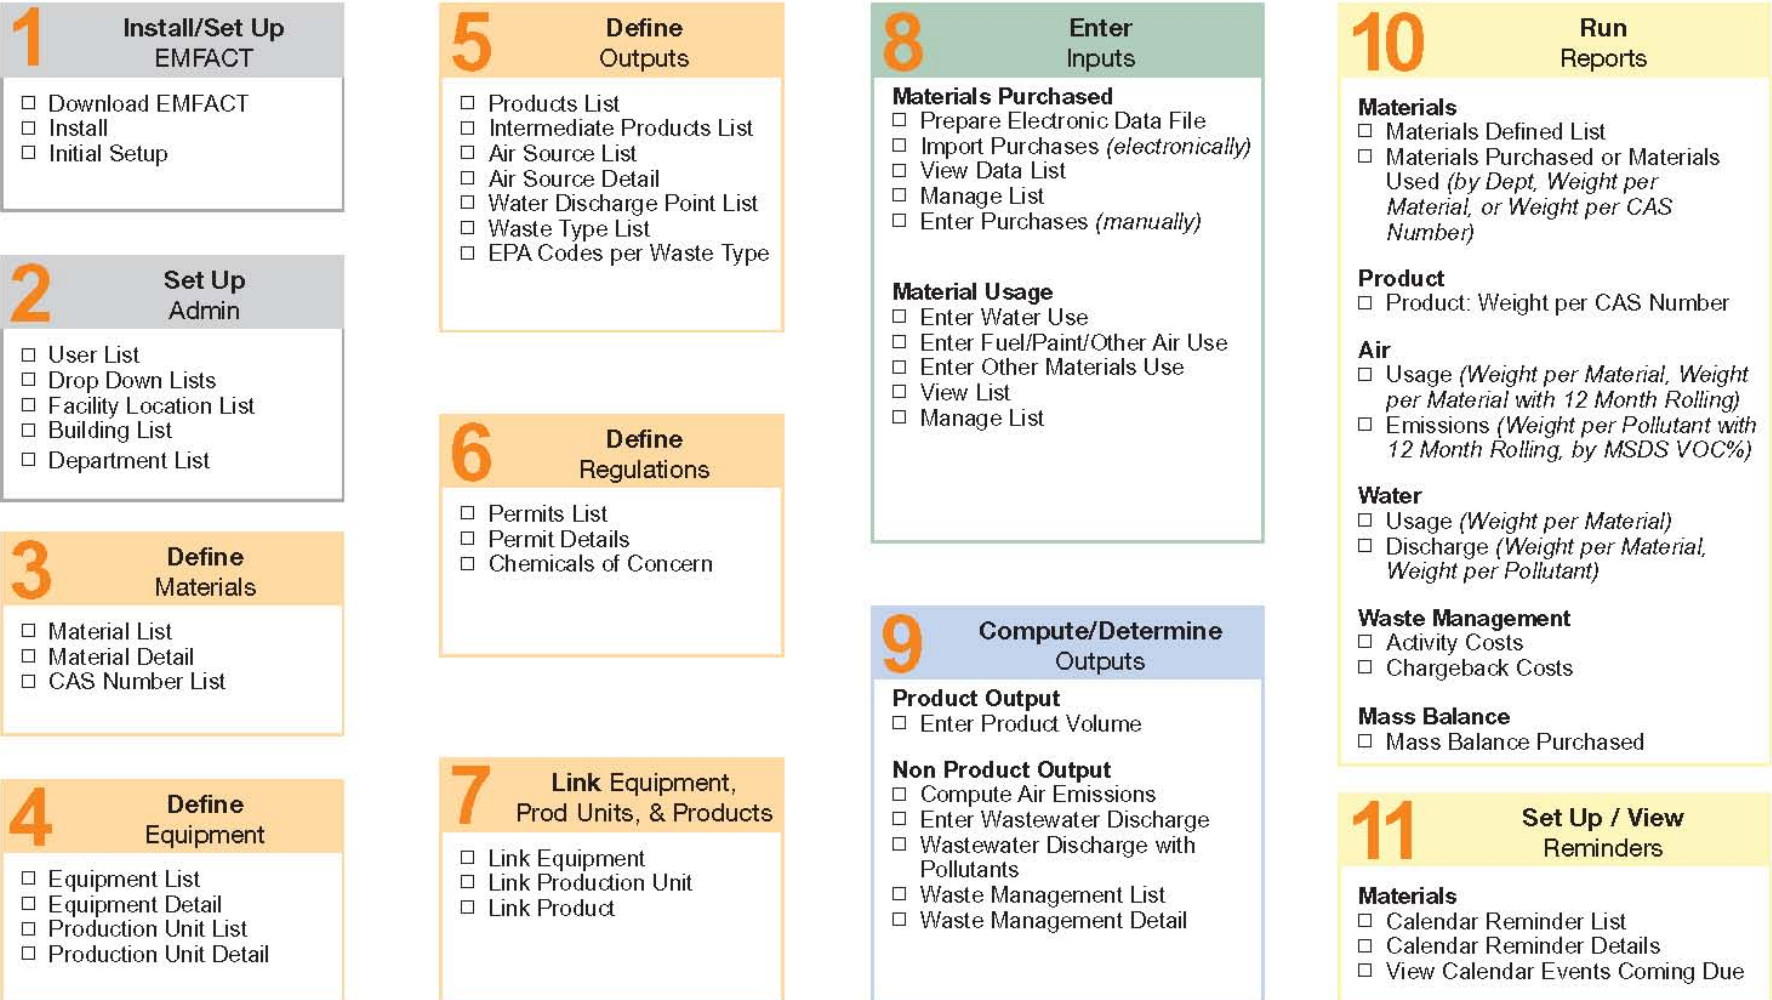 1
Install/Set Up
EMFACT
Download EMFACT
Install
Initial Setup
2
Set Up
Admin
User List
Drop Down Lists
Facility Location List
Building List
Department List
3
Define
Materials
Material List
Material Detail
CAS Number List
4
Define
Equipment
Equipment List
Equipment Detail
Production Unit List
Production Unit Detail
5
Define
Outputs
Products List
Intermediate Products List
Air Source List
Air Source Detail
Water Discharge Point List
Waste Type List
EPA Codes per Waste Type
6
Define
Regulations
Permits List
Permit Details
Chemicals of Concern
7
Link Equipment,
Prod Units, & Products
Link Equipment
Link Production Unit
Link Product
8
Enter
Inputs
Materials Purchased
Prepare Electronic Data File
Import Purchases (electronically)
View Data List
Manage List
Enter Purchases (manually)
Material Usage
Enter Water Use
Enter Fuel/Paint/Other Air Use
Enter Other Materials Use
View List
Manage List
9
Compute/Determine
Outputs
Product Output
Enter Product Volume
Non Product Output
Compute Air Emissions
Enter Wastewater Discharge
Wastewater Discharge with
Pollutants
Waste Management List
Waste Management Detail
10
Run
Reports
Materials
Materials Defined List
Materials Purchased or Materials
Used (by Dept, Weight per
Material, or Weight per CAS
Number)
Product
Product: Weight per CAS Number
Air
Usage (Weight per Material, Weight
per Material with 12 Month Rolling)
Emissions (Weight per Pollutant with
12 Month Rolling, by MSDS VOC%)
Water
Usage (Weight per Material)
Discharge (Weight per Material,
Weight per Pollutant)
Waste Management
Activity Costs
Chargeback Costs
Mass Balance
Mass Balance Purchased
11
Set Up / View
Reminders
Materials
Calendar Reminder List
Calendar Reminder Details
View Calendar Events Coming Due